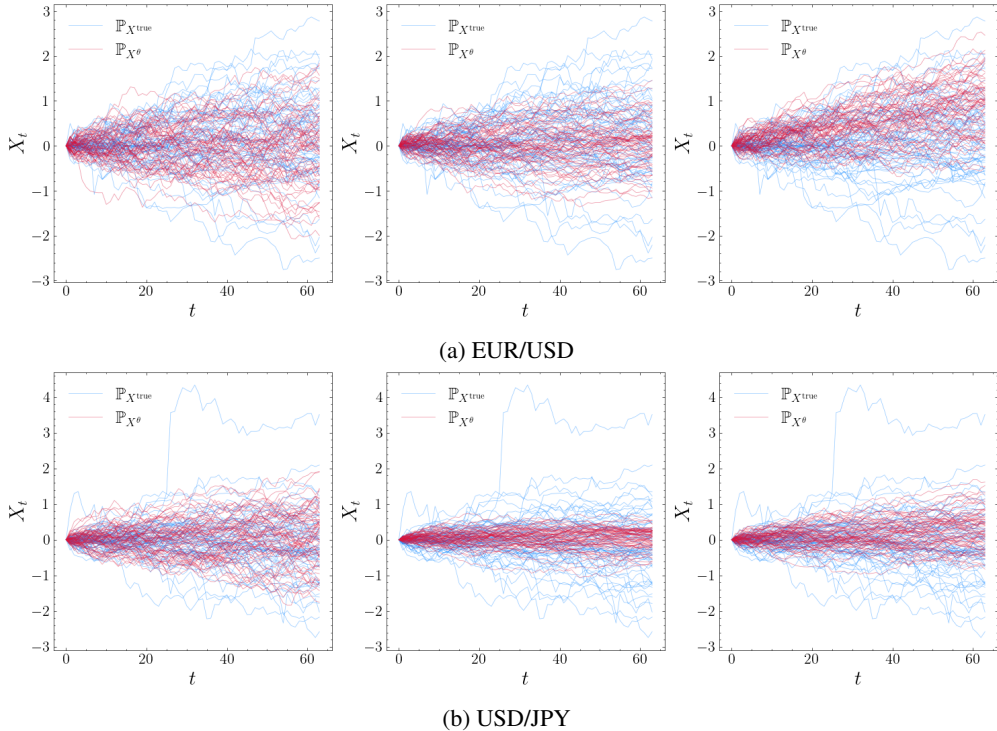 ℙ_{X^true} ℙ_{X^true} ℙ_{X^true}
ℙ_{X^θ} ℙ_{X^θ} ℙ_{X^θ}
3 3 3
2 2 2
1 1 1
X_t 0 X_t 0 X_t 0
−1 −1 −1
−2 −2 −2
−3 −3 −3
0 20 40 60 0 20 40 60 0 20 40 60
t t t
(a) EUR/USD
ℙ_{X^true} ℙ_{X^true} ℙ_{X^true}
4 4 4
ℙ_{X^θ} ℙ_{X^θ} ℙ_{X^θ}
3 3 3
2 2 2
1 1 1
X_t 0 X_t 0 X_t 0
−1 −1 −1
−2 −2 −2
−3 −3 −3
0 20 40 60 0 20 40 60 0 20 40 60
t t t
(b) USD/JPY